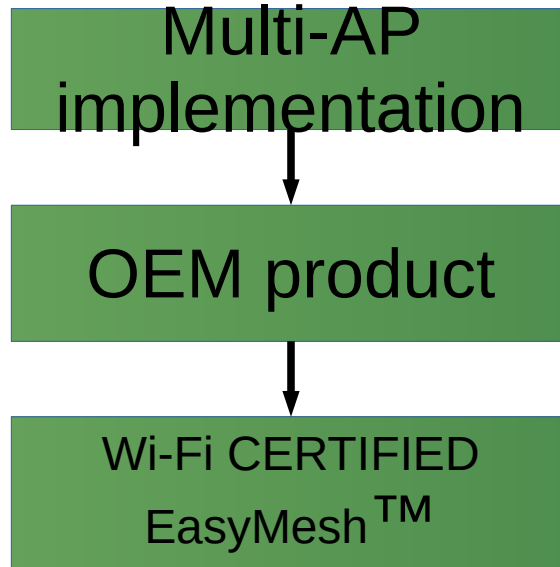 Multi-AP
implementation
OEM product
Wi-Fi CERTIFIED
EasyMesh™